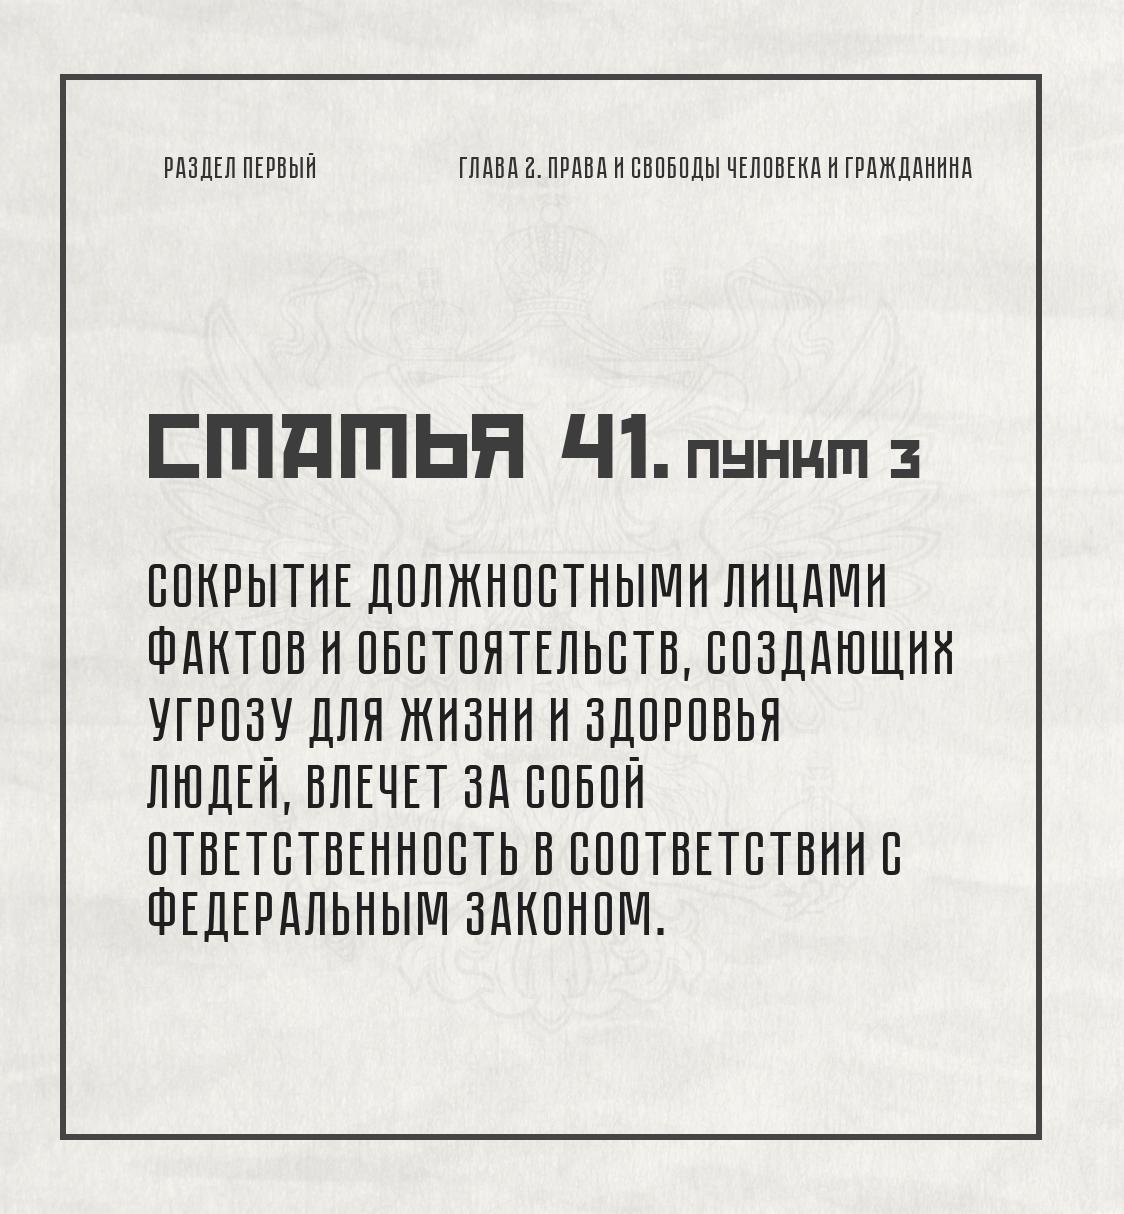 РАЗДЕЛ ПЕРВЫЙ ГЛАВА 2. ПРАВА И СВОБОДЫ ЧЕЛОВЕКА И ГРАЖДАНИНА
СТАТЬЯ 41. ПУНКТ 3
СОКРЫТИЕ ДОЛЖНОСТНЫМИ ЛИЦАМИ
ФАКТОВ И ОБСТОЯТЕЛЬСТВ, СОЗДАЮЩИХ
УГРОЗУ ДЛЯ ЖИЗНИ И ЗДОРОВЬЯ
ЛЮДЕЙ, ВЛЕЧЕТ ЗА СОБОЙ
ОТВЕТСТВЕННОСТЬ В СООТВЕТСТВИИ С
ФЕДЕРАЛЬНЫМ ЗАКОНОМ.